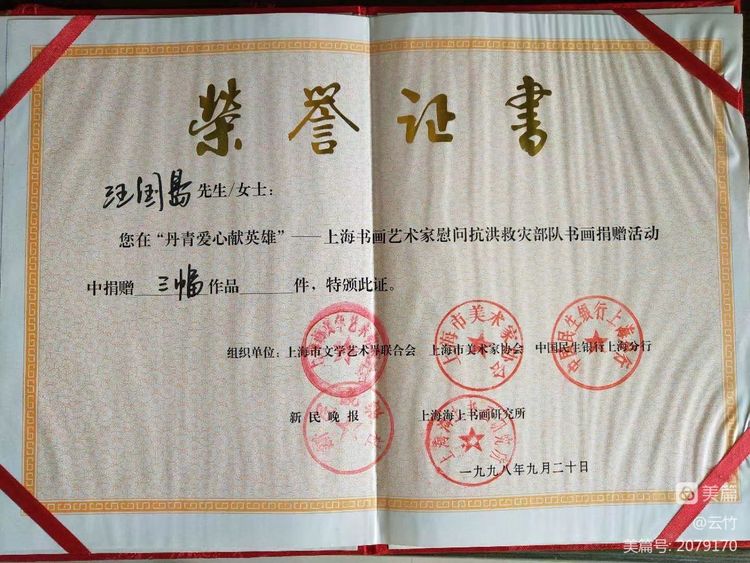 荣誉证书
汪国昌先生/女士：
您在“丹青爱心献英雄”——上海书画艺术家慰问抗洪救灾部队书画捐赠活动
中捐赠 三幅 作品 件，特颁此证。
组织单位：上海市文学艺术界联合会 上海市美术家协会 中国民生银行上海分行
新民晚报 上海海上书画研究所
一九九八年九月二十日
美篇
@云竹
美篇号: 2079170